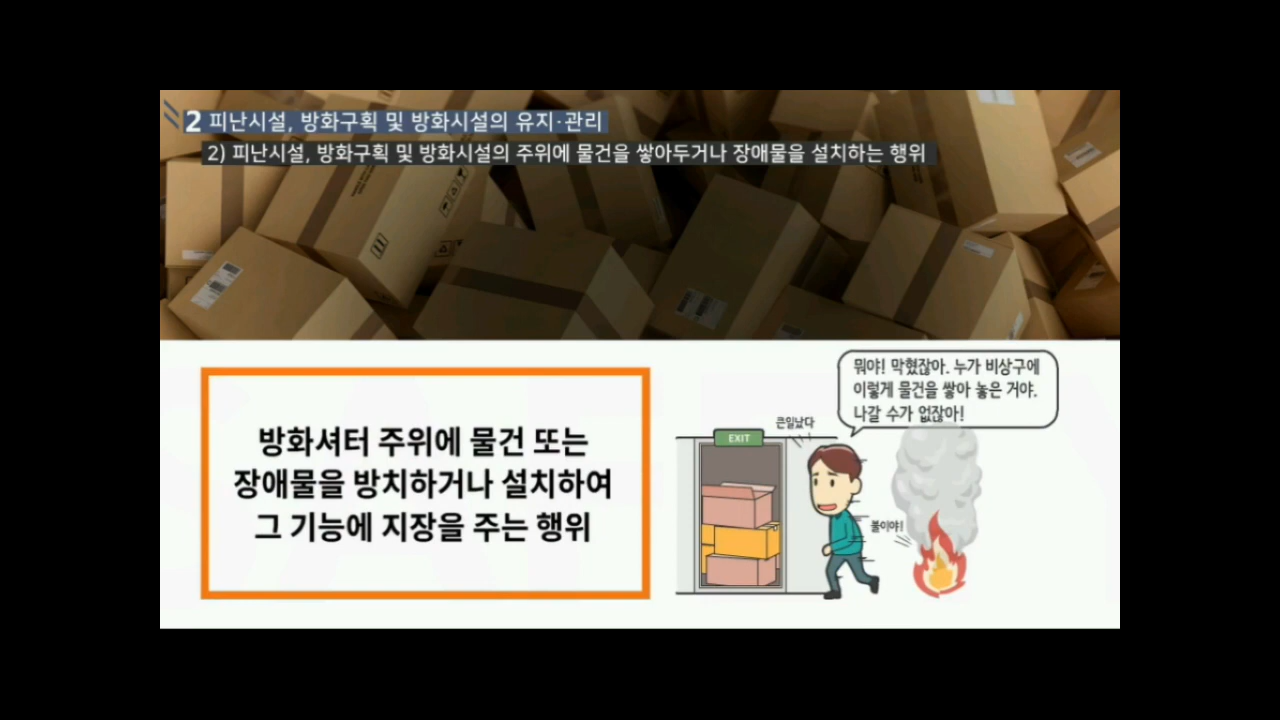 2 피난시설, 방화구획 및 방화시설의 유지·관리
2) 피난시설, 방화구획 및 방화시설의 주위에 물건을 쌓아두거나 장애물을 설치하는 행위
방화셔터 주위에 물건 또는
장애물을 방치하거나 설치하여
그 기능에 지장을 주는 행위
뭐야! 막혔잖아. 누가 비상구에
이렇게 물건을 쌓아 놓은 거야.
나갈 수가 없잖아!
큰일났다
EXIT
불이야!